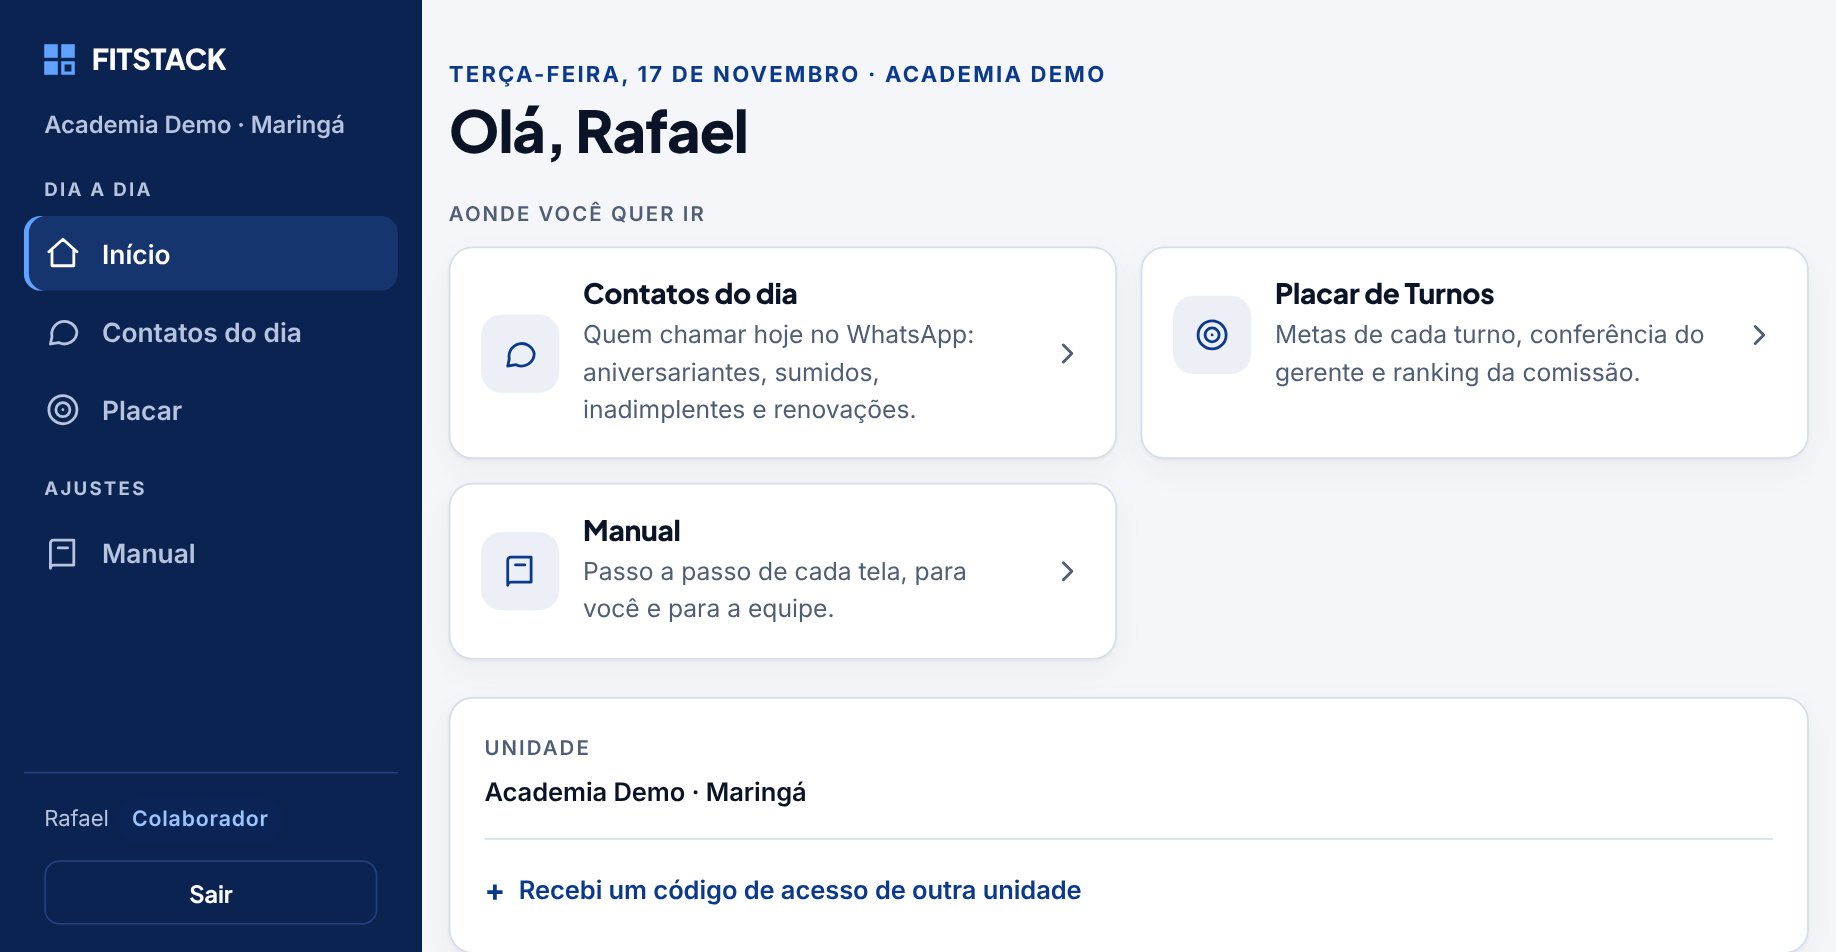 FITSTACK
Academia Demo · Maringá
DIA A DIA
Início
Contatos do dia
Placar
AJUSTES
Manual
Rafael Colaborador
Sair
TERÇA-FEIRA, 17 DE NOVEMBRO · ACADEMIA DEMO
Olá, Rafael
AONDE VOCÊ QUER IR
Contatos do dia
Quem chamar hoje no WhatsApp:
aniversariantes, sumidos,
inadimplentes e renovações.
Placar de Turnos
Metas de cada turno, conferência do
gerente e ranking da comissão.
Manual
Passo a passo de cada tela, para
você e para a equipe.
UNIDADE
Academia Demo · Maringá
+ Recebi um código de acesso de outra unidade